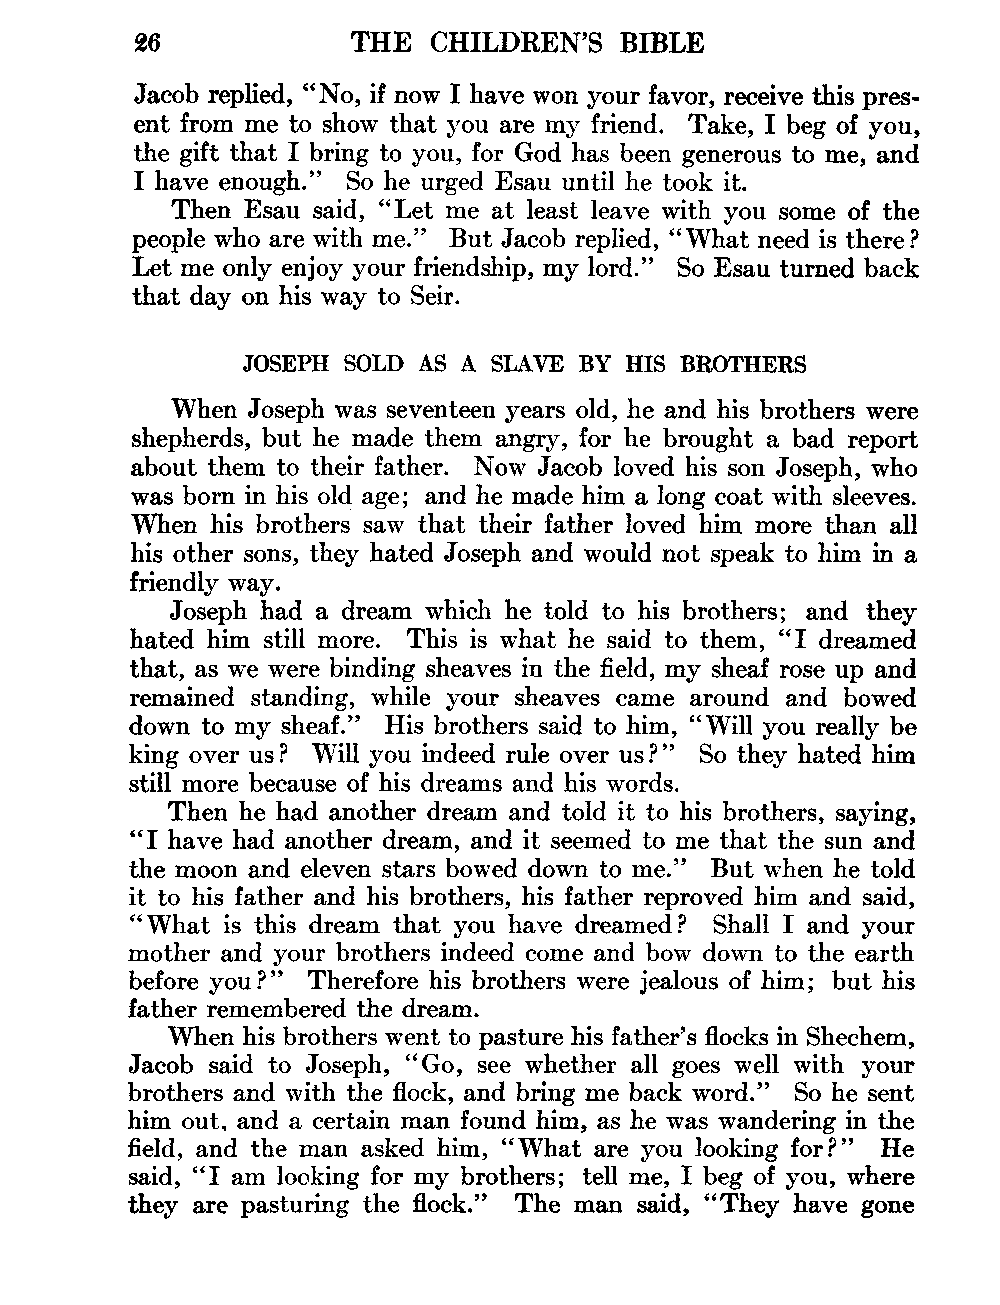 26 THE CHILDREN'S BIBLE
Jacob replied, "No, if now I have won your favor, receive this pres-
ent from me to show that you are my friend. Take, I beg of you,
the gift that I bring to you, for God has been generous to me, and
I have enough." So he urged Esau until he took it.
Then Esau said, "Let me at least leave with you some of the
people who are with me." But Jacob replied, "What need is there?
Let me only enjoy your friendship, my lord." So Esau turned back
that day on his way to Seir.
JOSEPH SOLD AS A SLAVE BY HIS BROTHERS
When Joseph was seventeen years old, he and his brothers were
shepherds, but he made them angry, for he brought a bad report
about them to their father. Now Jacob loved his son Joseph, who
was born in his old age; and he made him a long coat with sleeves.
When his brothers saw that their father loved him more than all
his other sons, they hated Joseph and would not speak to him in a
friendly way.
Joseph had a dream which he told to his brothers; and they
hated him still more. This is what he said to them, "I dreamed
that, as we were binding sheaves in the field, my sheaf rose up and
remained standing, while your sheaves came around and bowed
down to my sheaf." His brothers said to him, "Will you really be
king over us? Will you indeed rule over us?" So they hated him
still more because of his dreams and his words.
Then he had another dream and told it to his brothers, saying,
"I have had another dream, and it seemed to me that the sun and
the moon and eleven stars bowed down to me." But when he told
it to his father and his brothers, his father reproved him and said,
"What is this dream that you have dreamed? Shall I and your
mother and your brothers indeed come and bow down to the earth
before you?" Therefore his brothers were jealous of him; but his
father remembered the dream.
When his brothers went to pasture his father's flocks in Shechem,
Jacob said to Joseph, "Go, see whether all goes well with your
brothers and with the flock, and bring me back word." So he sent
him out, and a certain man found him, as he was wandering in the
field, and the man asked him, "What are you looking for?" He
said, "I am looking for my brothers; tell me, I beg of you, where
they are pasturing the flock." The man said, "They have gone